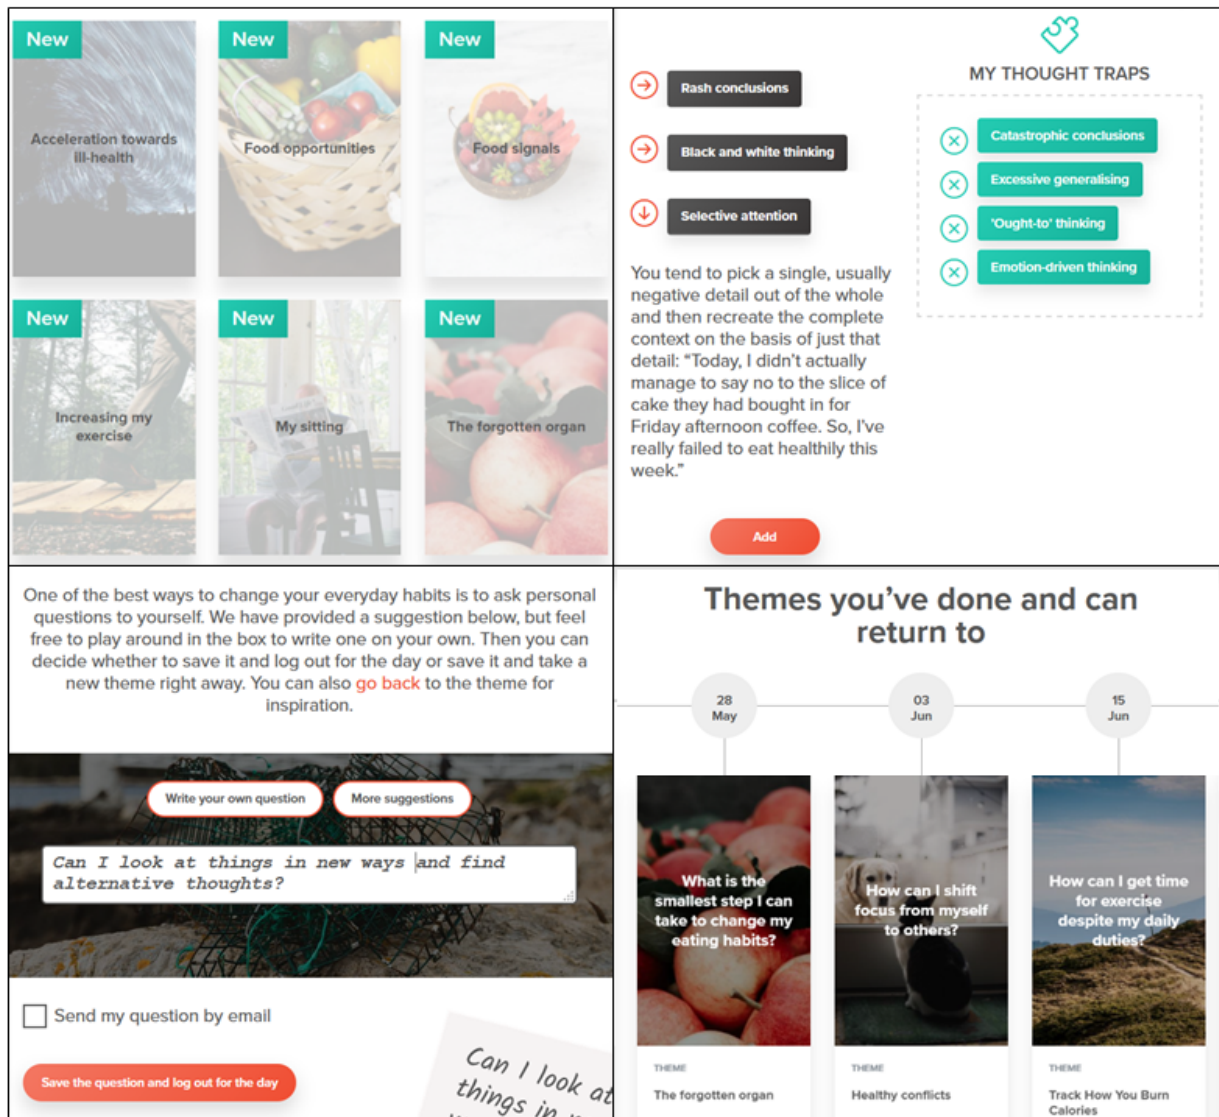 New
New
New
Acceleration towards
ill-health
Food opportunities
Food signals
New
New
New
Increasing my
exercise
My sitting
The forgotten organ
Rash conclusions
Black and white thinking
Selective attention
You tend to pick a single, usually
negative detail out of the whole
and then recreate the complete
context on the basis of just that
detail: “Today, I didn’t actually
manage to say no to the slice of
cake they had bought in for
Friday afternoon coffee. So, I’ve
really failed to eat healthily this
week.”
Add
MY THOUGHT TRAPS
Catastrophic conclusions
Excessive generalising
'Ought-to' thinking
Emotion-driven thinking
One of the best ways to change your everyday habits is to ask personal
questions to yourself. We have provided a suggestion below, but feel
free to play around in the box to write one on your own. Then you can
decide whether to save it and log out for the day or save it and take a
new theme right away. You can also go back to the theme for
inspiration.
Write your own question
More suggestions
Can I look at things in new ways and find
alternative thoughts?
Send my question by email
Save the question and log out for the day
Can I look at
things in
Themes you’ve done and can
return to
28
May
03
Jun
15
Jun
What is the
smallest step I can
take to change my
eating habits?
How can I shift
focus from myself
to others?
How can I get time
for exercise
despite my daily
duties?
THEME
The forgotten organ
THEME
Healthy conflicts
THEME
Track How You Burn
Calories